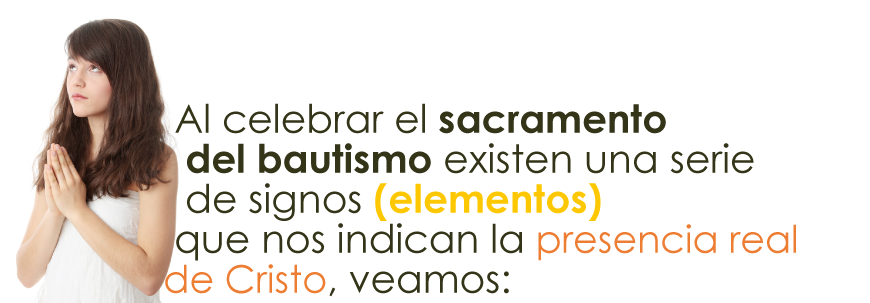 Al celebrar el sacramento
del bautismo existen una serie
de signos (elementos)
que nos indican la presencia real
de Cristo, veamos: